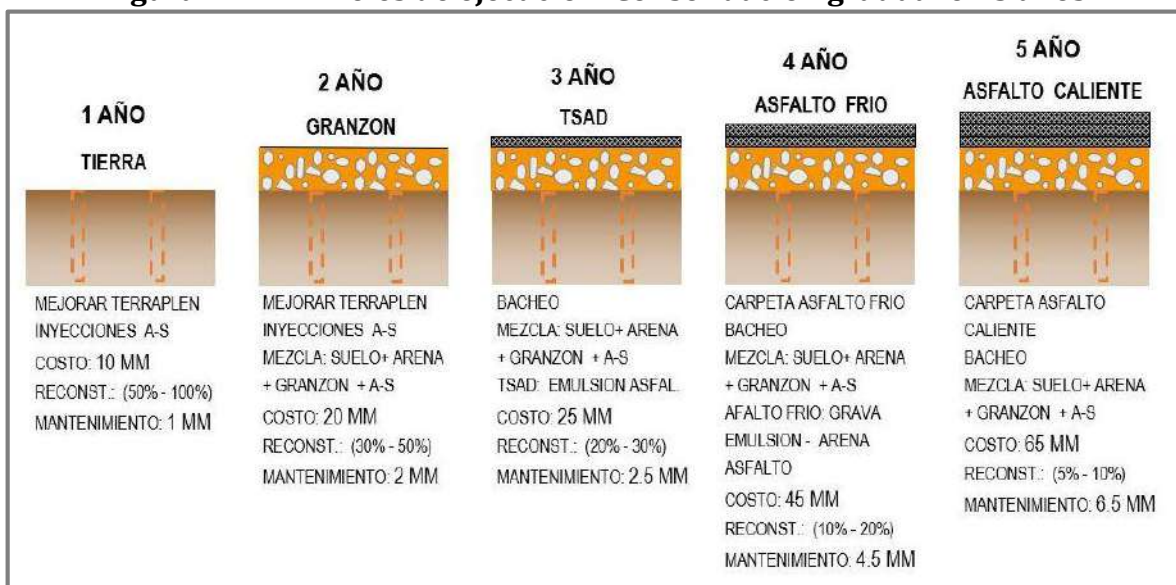 1 AÑO
TIERRA
MEJORAR TERRAPLEN
INYECCIONES A-S
COSTO: 10 MM
RECONST.: (50% - 100%)
MANTENIMIENTO: 1 MM
2 AÑO
GRANZON
MEJORAR TERRAPLEN
INYECCIONES A-S
MEZCLA: SUELO+ ARENA
+ GRANZON + A-S
COSTO: 20 MM
RECONST.: (30% - 50%)
MANTENIMIENTO: 2 MM
3 AÑO
TSAD
BACHEO
MEZCLA: SUELO+ ARENA
+ GRANZON + A-S
TSAD: EMULSION ASFAL.
COSTO: 25 MM
RECONST.: (20% - 30%)
MANTENIMIENTO: 2.5 MM
4 AÑO
ASFALTO FRIO
CARPETA ASFALTO FRIO
BACHEO
MEZCLA: SUELO+ ARENA
+ GRANZON + A-S
AFALTO FRIO: GRAVA
EMULSION - ARENA
ASFALTO
COSTO: 45 MM
RECONST.: (10% - 20%)
MANTENIMIENTO: 4.5 MM
5 AÑO
ASFALTO CALIENTE
CARPETA ASFALTO
CALIENTE
BACHEO
MEZCLA: SUELO+ ARENA
+ GRANZON + A-S
COSTO: 65 MM
RECONST.: (5% - 10%)
MANTENIMIENTO: 6.5 MM